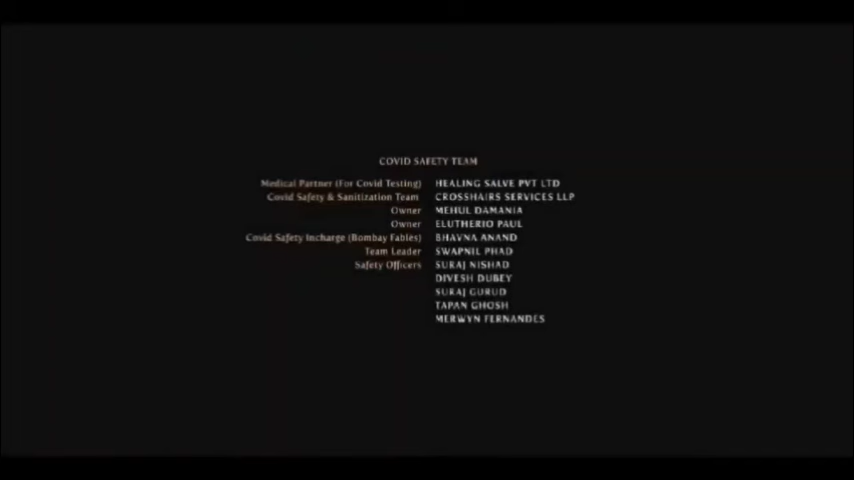 COVID SAFETY TEAM
Medical Partner (For Covid Testing) HEALING SALVE PVT LTD
Covid Safety & Sanitization Team CROSSHAIRS SERVICES LLP
Owner MEHUL DAMANIA
Owner ELUTHERIO PAUL
Covid Safety Incharge (Bombay Fables) BHAVNA ANAND
Team Leader SWAPNIL PHAD
Safety Officers SURAJ NISHAD
DIVESH DUBEY
SURAJ GURUD
TAPAN GHOSH
MERWYN FERNANDES